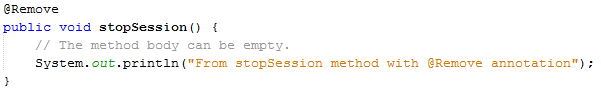 @Remove
public void stopSession() {
    // The method body can be empty.
    System.out.println("From stopSession method with @Remove annotation");
}